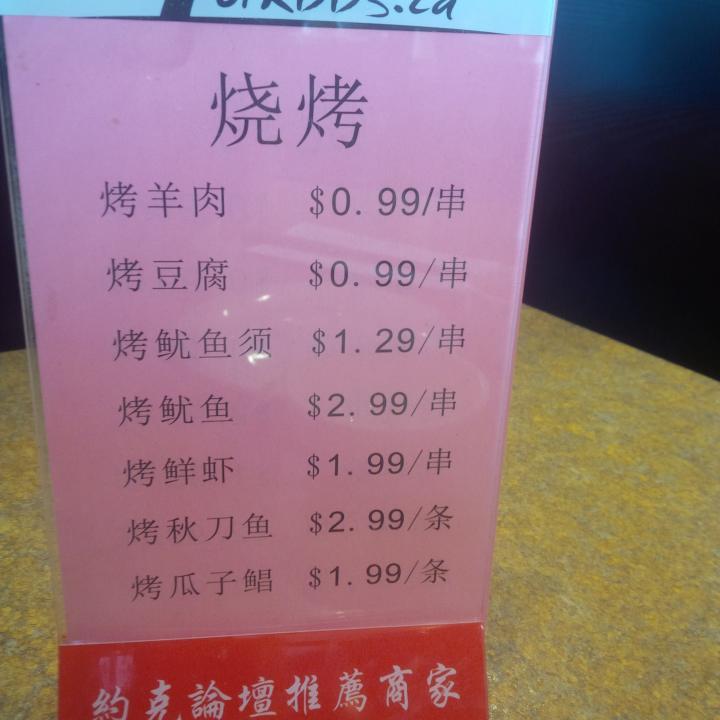 烧烤
烤羊肉 $0.99/串
烤豆腐 $0.99/串
烤鱿鱼须 $1.29/串
烤鱿鱼 $2.99/串
烤鲜虾 $1.99/串
烤秋刀鱼 $2.99/条
烤瓜子鲳 $1.99/条
約克論壇推薦商家